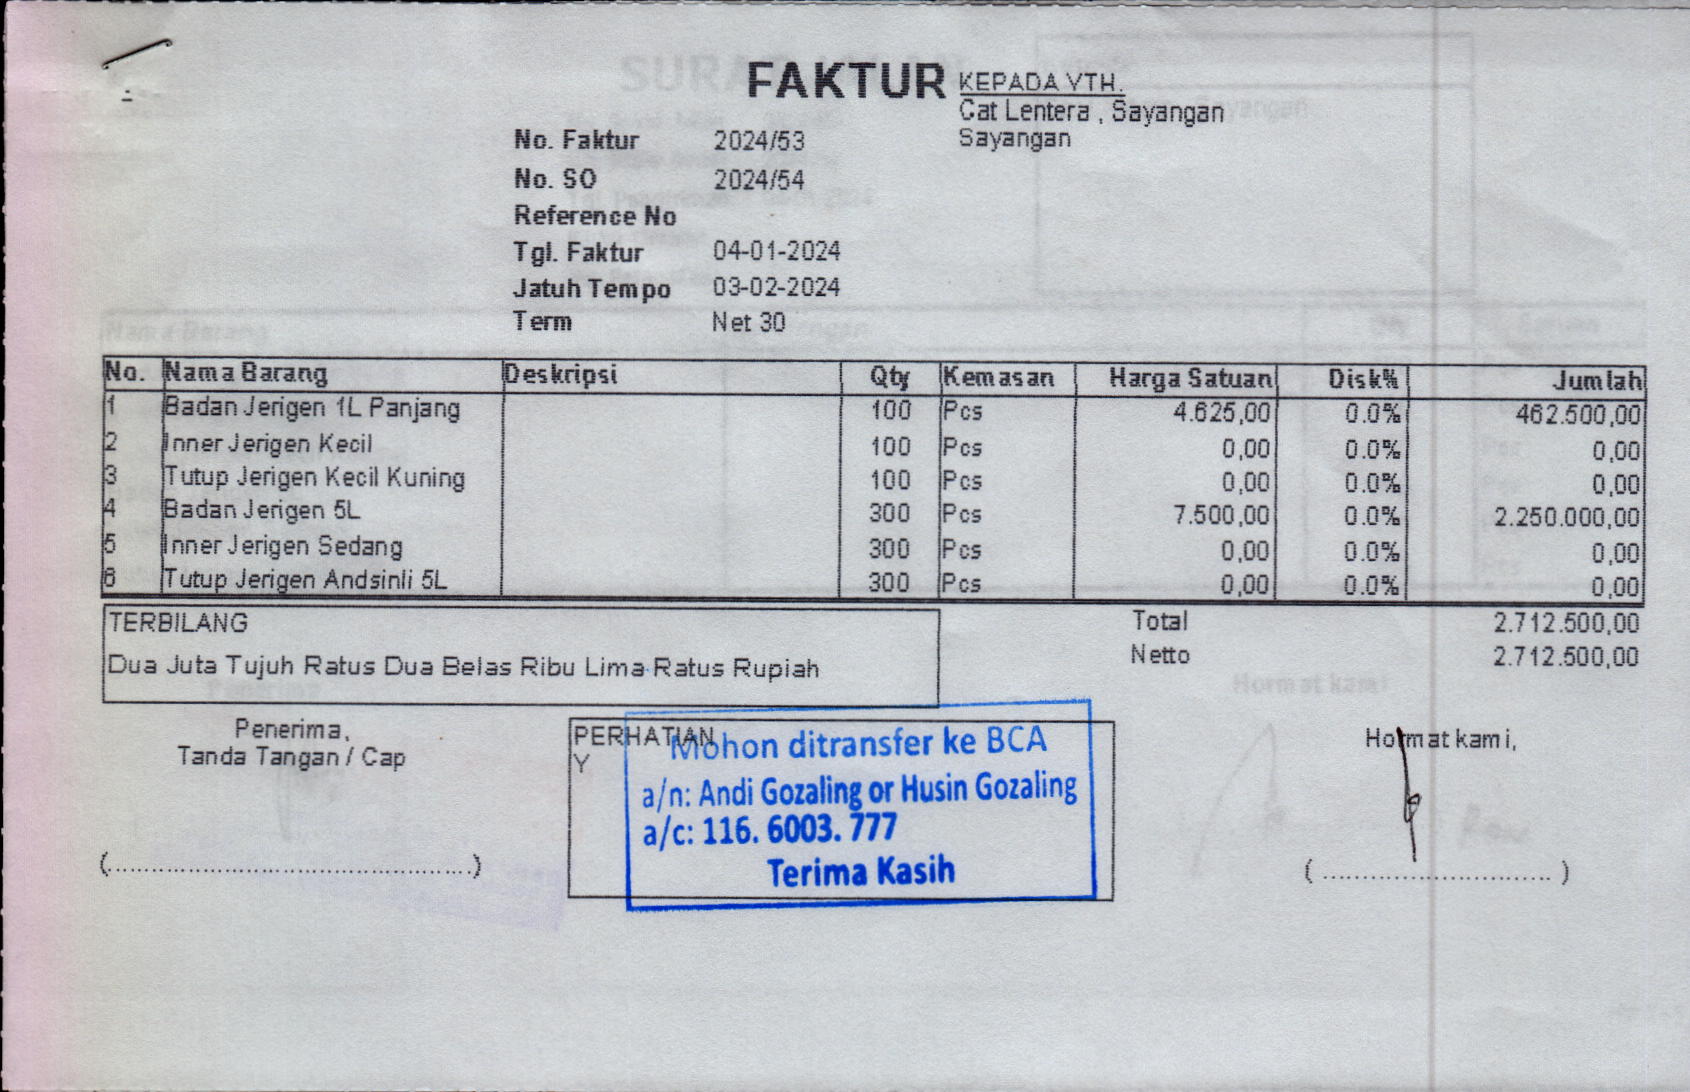 FAKTUR
KEPADA YTH.
Cat Lentera , Sayangan
Sayangan
No. Faktur 2024/53
No. SO 2024/54
Reference No
Tgl. Faktur 04-01-2024
Jatuh Tempo 03-02-2024
Term Net 30
No. Nama Barang Deskripsi Qty Kemasan Harga Satuan Disk% Jumlah
1 Badan Jerigen 1L Panjang 100 Pcs 4.625,00 0.0% 462.500,00
2 Inner Jerigen Kecil 100 Pcs 0,00 0.0% 0,00
3 Tutup Jerigen Kecil Kuning 100 Pcs 0,00 0.0% 0,00
4 Badan Jerigen 5L 300 Pcs 7.500,00 0.0% 2.250.000,00
5 Inner Jerigen Sedang 300 Pcs 0,00 0.0% 0,00
6 Tutup Jerigen Andsinli 5L 300 Pcs 0,00 0.0% 0,00
TERBILANG
Dua Juta Tujuh Ratus Dua Belas Ribu Lima Ratus Rupiah
Total 2.712.500,00
Netto 2.712.500,00
Penerima,
Tanda Tangan / Cap
(...............................................)
PERHATIAN
Y
Mohon ditransfer ke BCA
a/n: Andi Gozaling or Husin Gozaling
a/c: 116. 6003. 777
Terima Kasih
Hormat kami,
( ............................. )